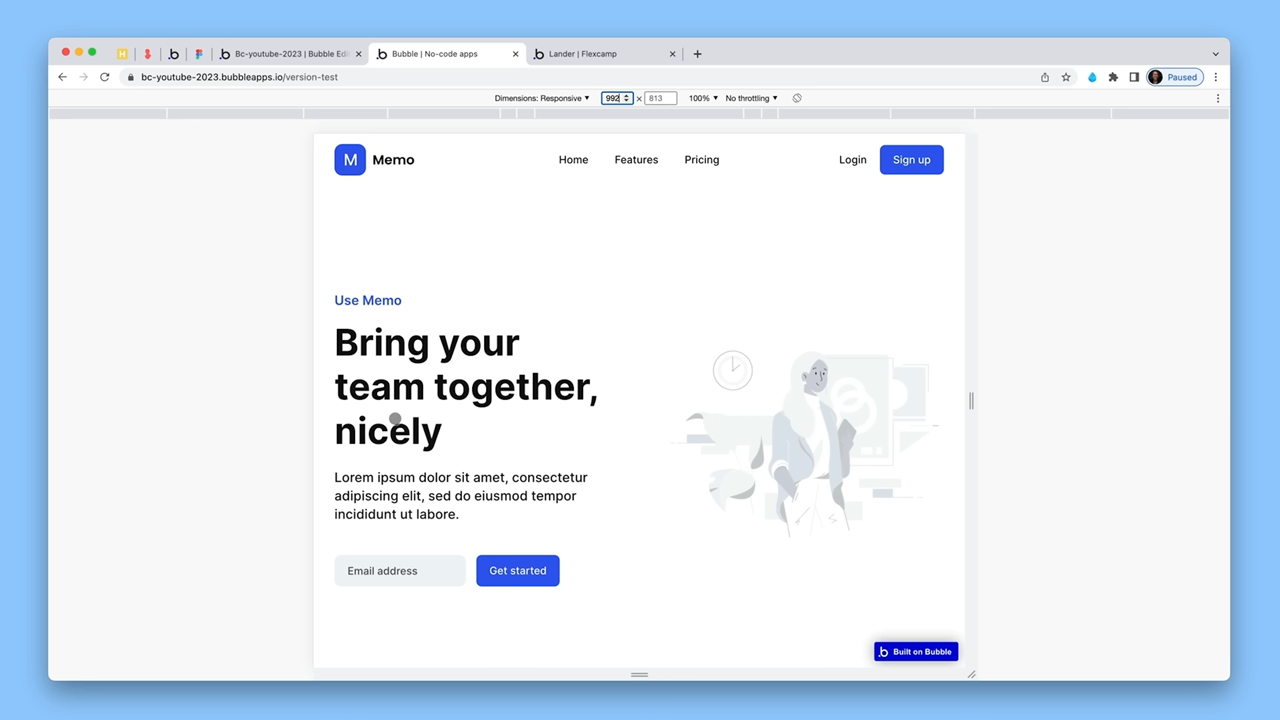 Bc-youtube-2023 | Bubble Edi
Bubble | No-code apps
Lander | Flexcamp
bc-youtube-2023.bubbleapps.io/version-test
Paused
Dimensions: Responsive
992 × 813
100%
No throttling
M
Memo
Home
Features
Pricing
Login
Sign up
Use Memo
Bring your
team together,
nicely
Lorem ipsum dolor sit amet, consectetur
adipiscing elit, sed do eiusmod tempor
incididunt ut labore.
Email address
Get started
Built on Bubble